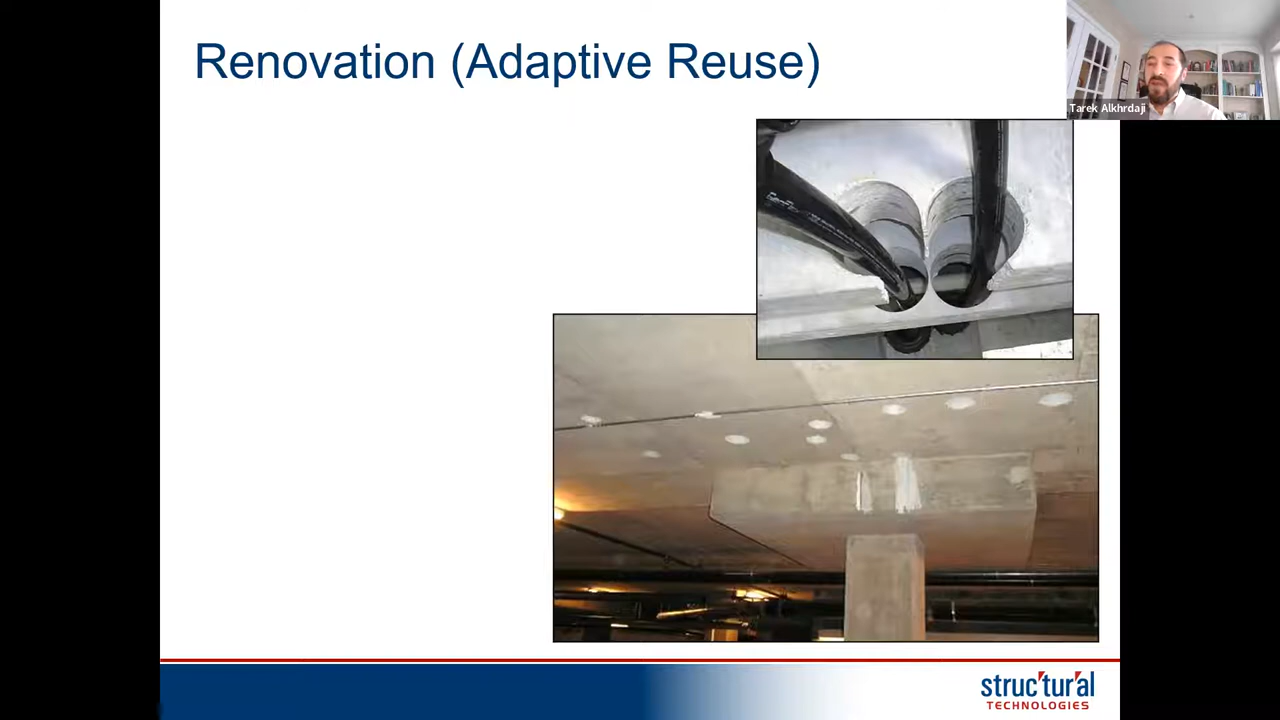 Renovation (Adaptive Reuse)
Tarek Alkhrdaji
structural
TECHNOLOGIES